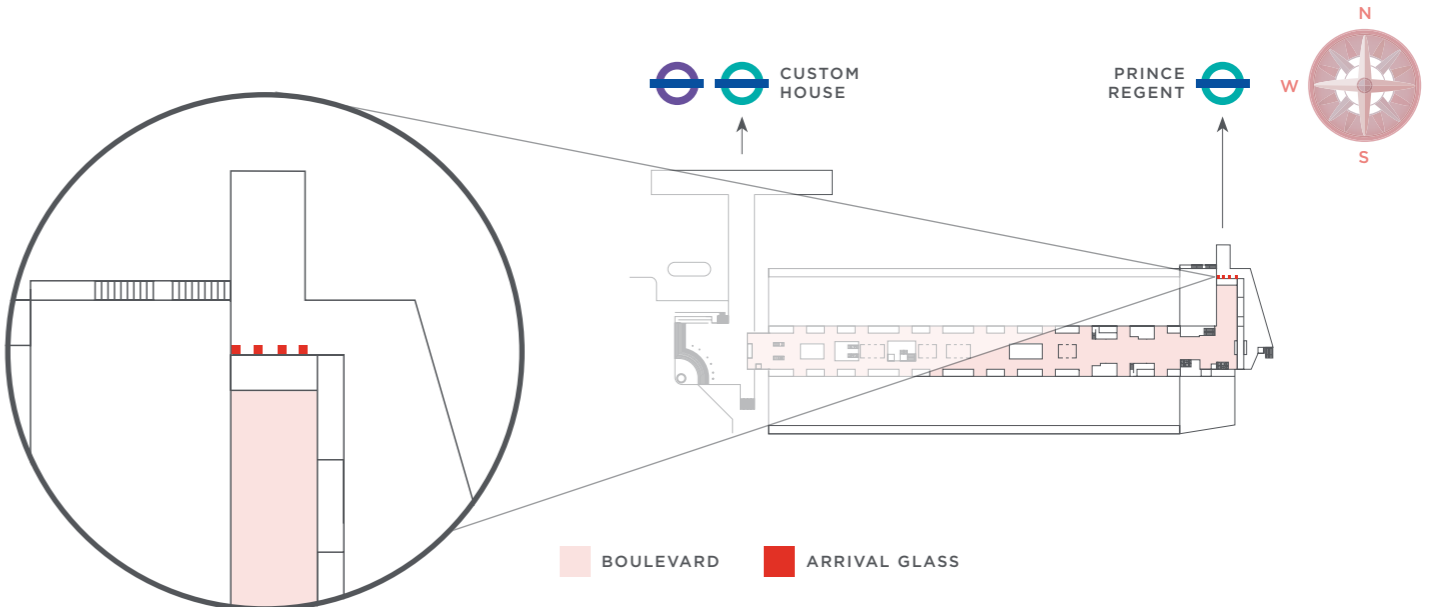 N
CUSTOM
HOUSE
PRINCE
REGENT
W
S
BOULEVARD
ARRIVAL GLASS